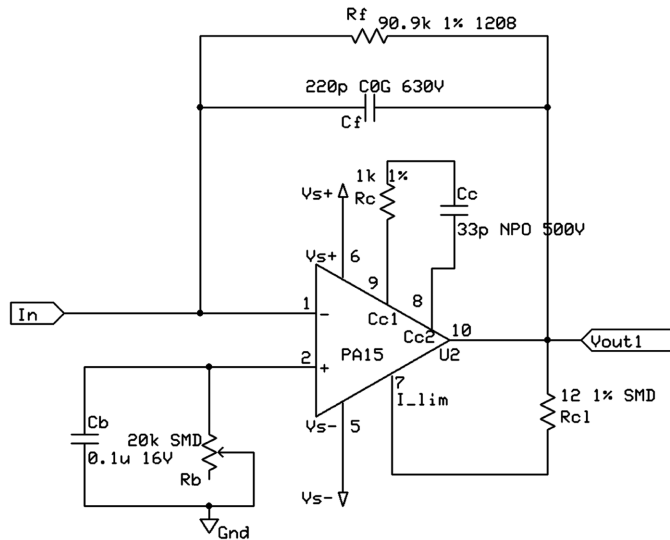 Rf
90.9k 1% 1208
220p C0G 630V
Cf
1k 1%
Rc
Cc
33p NPO 500V
Vs+
Vs+ 6
9
8
In
1
-
Cc1
Cc2
10
2
+
PA15
U2
Vout1
7
I_lim
12 1% SMD
Rcl
Cb
0.1u 16V
20k SMD
Rb
Vs- 5
Vs-
Gnd